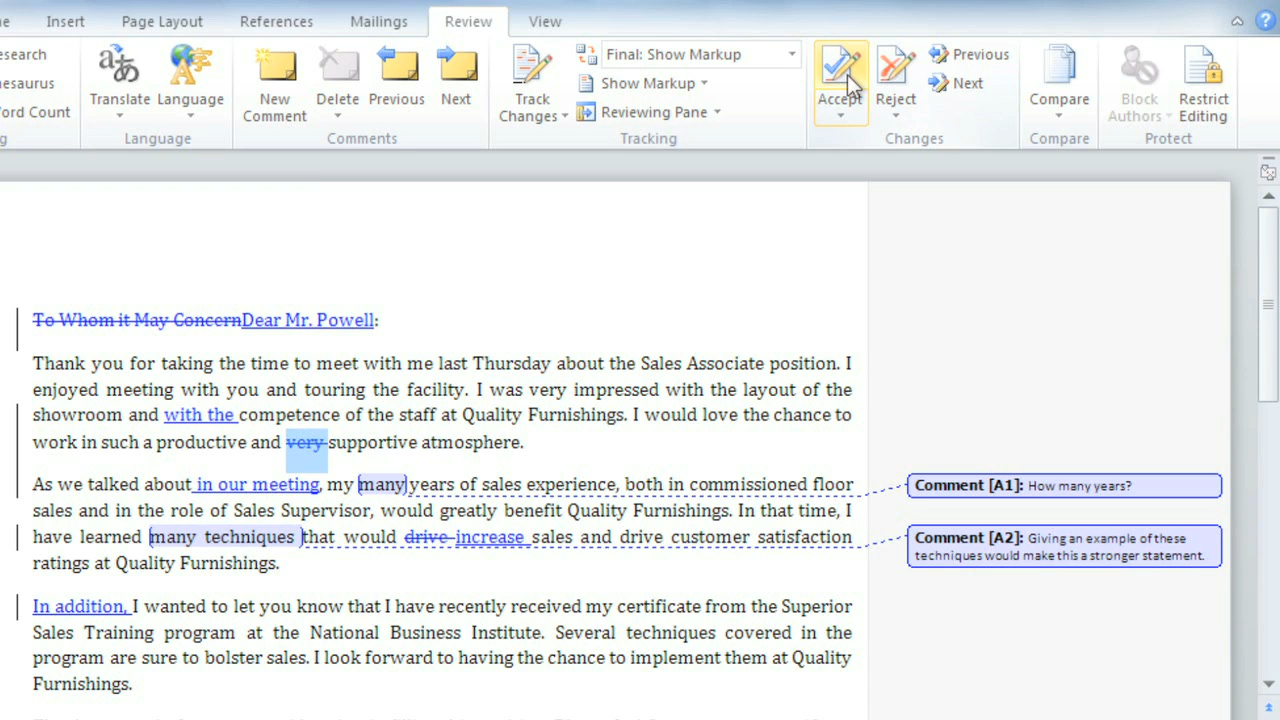 Insert Page Layout References Mailings Review View
Final: Show Markup Previous
Show Markup Next
Translate Language New Comment Delete Previous Next Track Changes Reviewing Pane Accept Reject Compare Block Authors Restrict Editing
Word Count
Language Comments Tracking Changes Compare Protect
To Whom it May ConcernDear Mr. Powell:
Thank you for taking the time to meet with me last Thursday about the Sales Associate position. I
enjoyed meeting with you and touring the facility. I was very impressed with the layout of the
showroom and with the competence of the staff at Quality Furnishings. I would love the chance to
work in such a productive and very supportive atmosphere.
As we talked about in our meeting, my many years of sales experience, both in commissioned floor
sales and in the role of Sales Supervisor, would greatly benefit Quality Furnishings. In that time, I
have learned many techniques that would drive increase sales and drive customer satisfaction
ratings at Quality Furnishings.
Comment [A1]: How many years?
Comment [A2]: Giving an example of these
techniques would make this a stronger statement.
In addition, I wanted to let you know that I have recently received my certificate from the Superior
Sales Training program at the National Business Institute. Several techniques covered in the
program are sure to bolster sales. I look forward to having the chance to implement them at Quality
Furnishings.